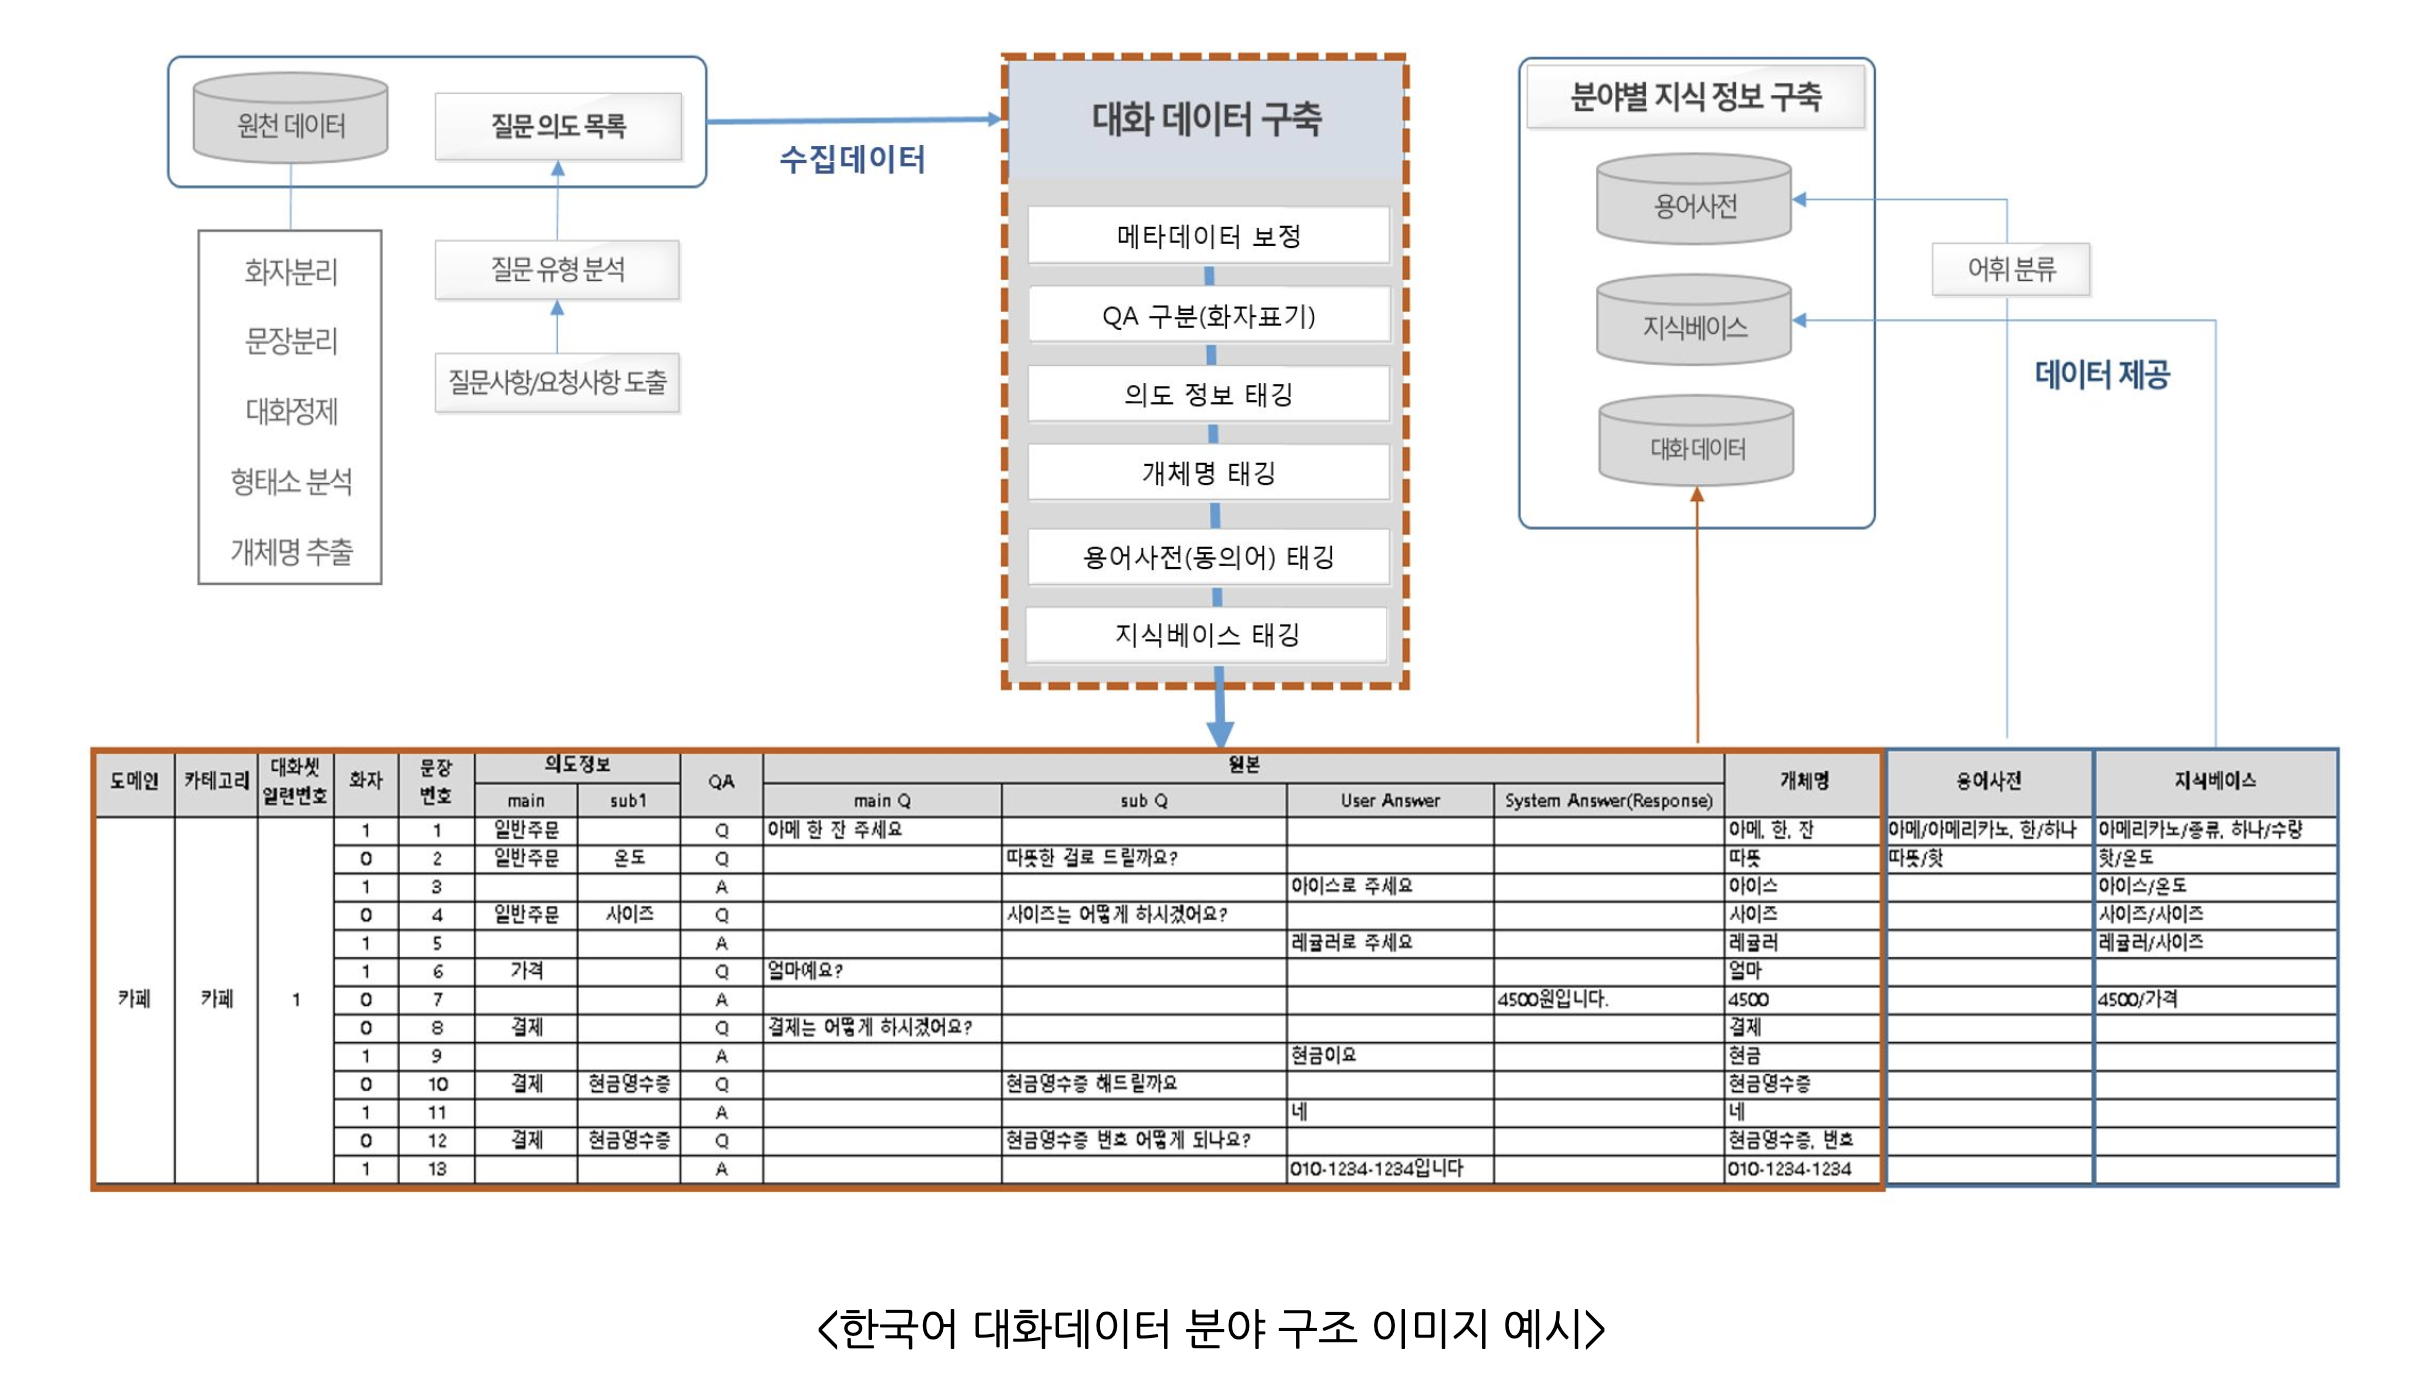 원천 데이터
질문 의도 목록
화자분리
문장분리
대화정제
형태소 분석
개체명 추출
질문 유형 분석
질문사항/요청사항 도출
수집데이터
대화 데이터 구축
메타데이터 보정
QA 구분(화자표기)
의도 정보 태깅
개체명 태깅
용어사전(동의어) 태깅
지식베이스 태깅
분야별 지식 정보 구축
용어사전
지식베이스
대화 데이터
어휘 분류
데이터 제공
도메인 카테고리 대화셋 일련번호 화자 문장 번호 의도정보 QA 원본 개체명 용어사전 지식베이스
main sub1 main Q sub Q User Answer System Answer(Response)
카페 카페 1
1 1 일반주문 Q 아메 한 잔 주세요 아메, 한, 잔 아메/아메리카노, 한/하나 아메리카노/종류, 하나/수량
0 2 일반주문 온도 Q 따뜻한 걸로 드릴까요? 따뜻 따뜻/핫 핫/온도
1 3 A 아이스로 주세요 아이스 아이스/온도
0 4 일반주문 사이즈 Q 사이즈는 어떻게 하시겠어요? 사이즈 사이즈/사이즈
1 5 A 레귤러로 주세요 레귤러 레귤러/사이즈
1 6 가격 Q 얼마예요? 얼마
0 7 A 4500원입니다. 4500 4500/가격
0 8 결제 Q 결제는 어떻게 하시겠어요? 결제
1 9 A 현금이요 현금
0 10 결제 현금영수증 Q 현금영수증 해드릴까요 현금영수증
1 11 A 네 네
0 12 결제 현금영수증 Q 현금영수증 번호 어떻게 되나요? 현금영수증, 번호
1 13 A 010-1234-1234입니다 010-1234-1234
<한국어 대화데이터 분야 구조 이미지 예시>